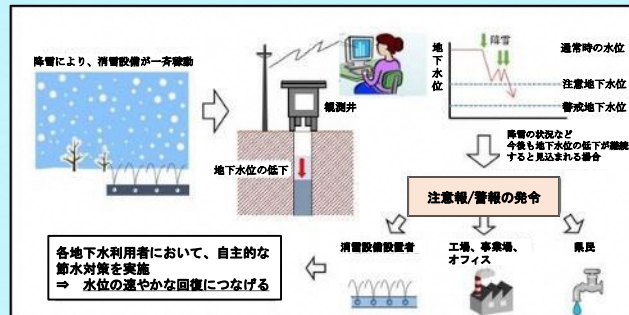 降雪により、消雪設備が一斉稼動
観測井
地下水位の低下
地下水位
降雪
通常時の水位
注意地下水位
警戒地下水位
降雪の状況など
今後も地下水位の低下が継続
すると見込まれる場合
注意報/警報の発令
消雪設備設置者
工場、事業場、
オフィス
県民
各地下水利用者において、自主的な
節水対策を実施
⇒ 水位の速やかな回復につなげる